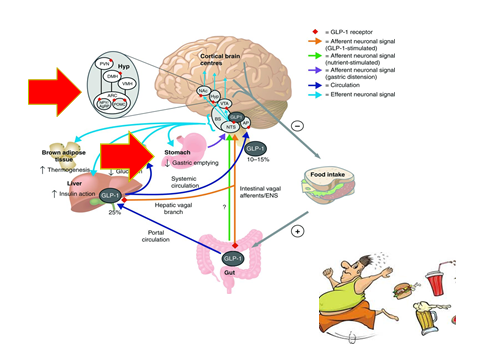 Hyp
PVN
DMH
VMH
ARC
NPY/
AgRP
POMC
Cortical brain
centres
NAc
Hyp
VTA
BS
GLP1
NTS
AP
= GLP-1 receptor
= Afferent neuronal signal
(GLP-1-stimulated)
= Afferent neuronal signal
(nutrient-stimulated)
= Afferent neuronal signal
(gastric distension)
= Circulation
= Efferent neuronal signal
Brown adipose
tissue
↑ Thermogenesis
Stomach
↓ Gastric emptying
GLP-1
10–15%
−
Liver
↑ Insulin action
GLP-1
25%
Systemic
circulation
Hepatic vagal
branch
Portal
circulation
?
Intestinal vagal
afferents/ENS
Food intake
+
GLP-1
Gut